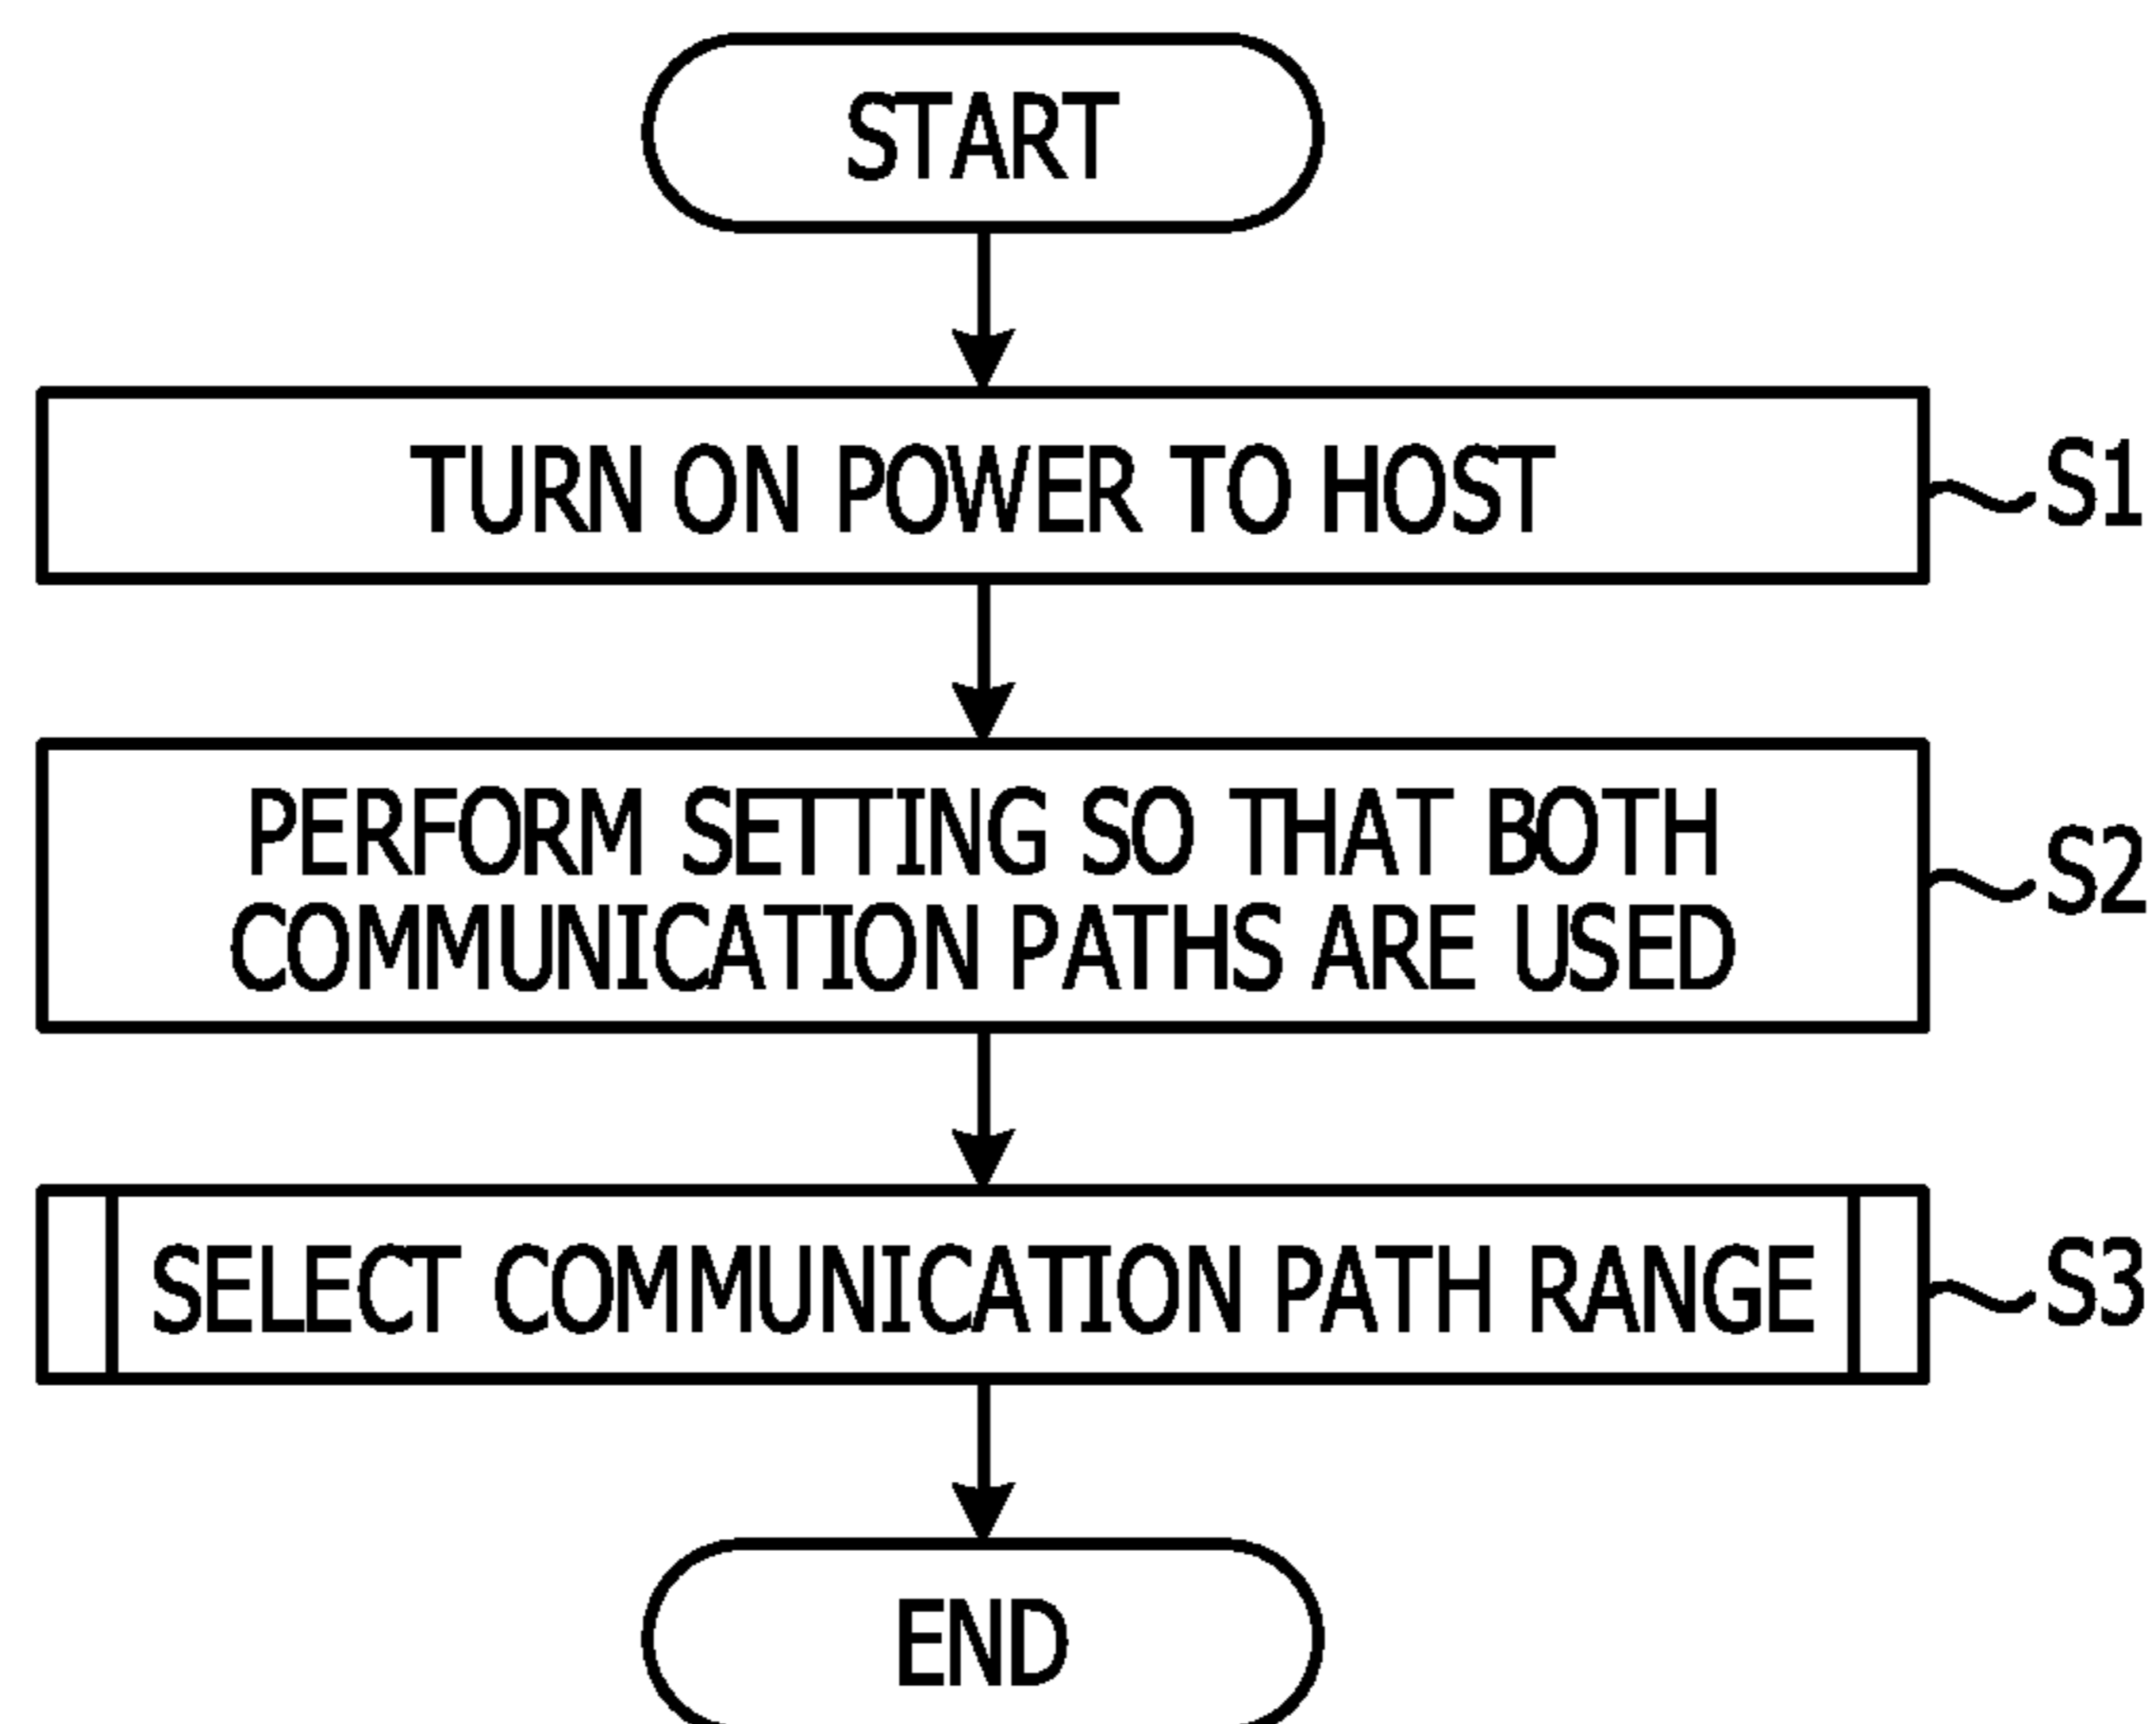 START
TURN ON POWER TO HOST
S1
PERFORM SETTING SO THAT BOTH
COMMUNICATION PATHS ARE USED
S2
SELECT COMMUNICATION PATH RANGE
S3
END